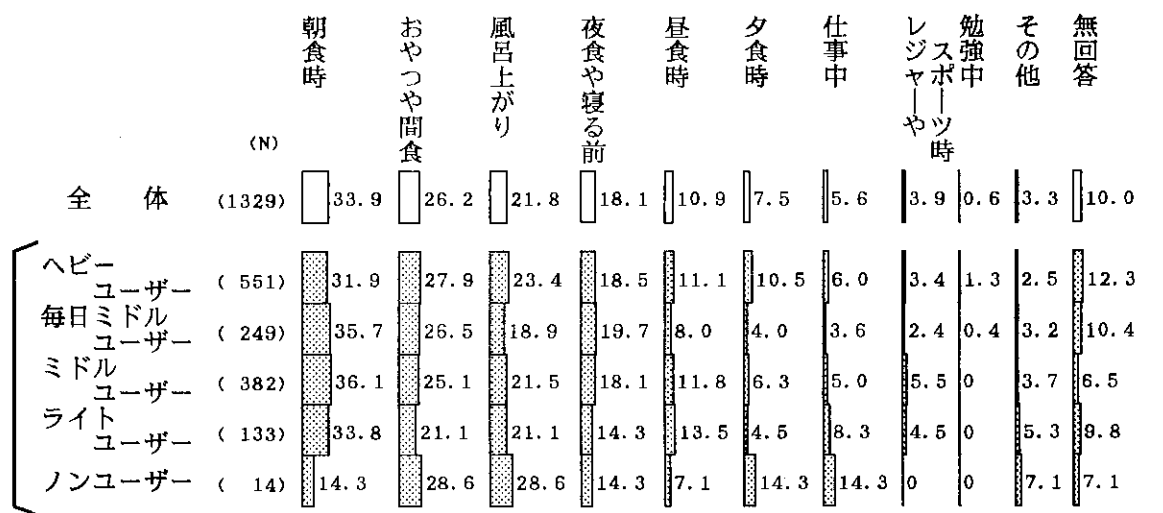 朝食時 おやつや間食 風呂上がり 夜食や寝る前 昼食時 夕食時 仕事中 レジャーやスポーツ時 勉強中 その他 無回答
(N)
全 体 (1329) 33.9 26.2 21.8 18.1 10.9 7.5 5.6 3.9 0.6 3.3 10.0
ヘビー
ユーザー ( 551) 31.9 27.9 23.4 18.5 11.1 10.5 6.0 3.4 1.3 2.5 12.3
毎日ミドル
ユーザー ( 249) 35.7 26.5 18.9 19.7 8.0 4.0 3.6 2.4 0.4 3.2 10.4
ミドル
ユーザー ( 382) 36.1 25.1 21.5 18.1 11.8 6.3 5.0 5.5 0 3.7 6.5
ライト
ユーザー ( 133) 33.8 21.1 21.1 14.3 13.5 4.5 8.3 4.5 0 5.3 9.8
ノンユーザー ( 14) 14.3 28.6 28.6 14.3 7.1 14.3 14.3 0 0 7.1 7.1